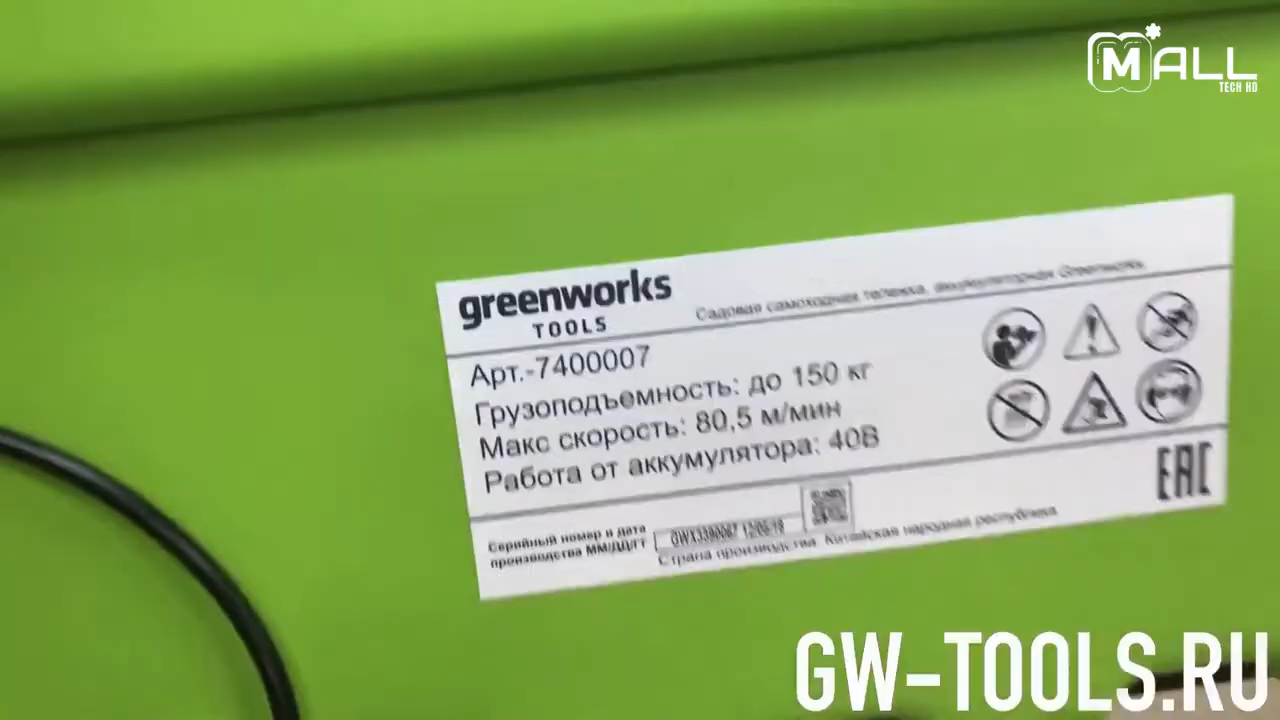 MALL
TECH HD
greenworks
TOOLS
Садовая самоходная тележка, аккумуляторная Greenworks
Арт.-7400007
Грузоподъемность: до 150 кг
Макс скорость: 80,5 м/мин
Работа от аккумулятора: 40В
EAC
Серийный номер и дата
производства ММ/ДД/ГГ
Страна производства: Китайская народная республика
GW-TOOLS.RU